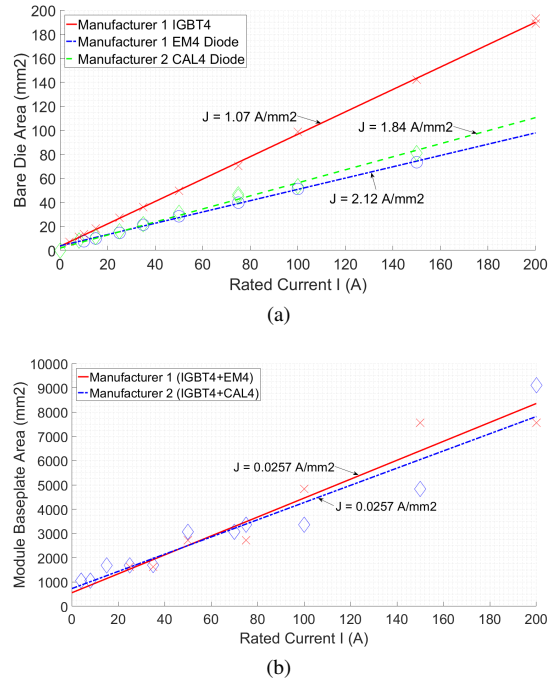 Manufacturer 1 IGBT4
Manufacturer 1 EM4 Diode
Manufacturer 2 CAL4 Diode
Bare Die Area (mm2)
200
180
160
140
120
100
80
60
40
20
0
J = 1.07 A/mm2
J = 1.84 A/mm2
J = 2.12 A/mm2
0 20 40 60 80 100 120 140 160 180 200
Rated Current I (A)
(a)
Manufacturer 1 (IGBT4+EM4)
Manufacturer 2 (IGBT4+CAL4)
Module Baseplate Area (mm2)
10000
9000
8000
7000
6000
5000
4000
3000
2000
1000
0
J = 0.0257 A/mm2
J = 0.0257 A/mm2
0 20 40 60 80 100 120 140 160 180 200
Rated Current I (A)
(b)